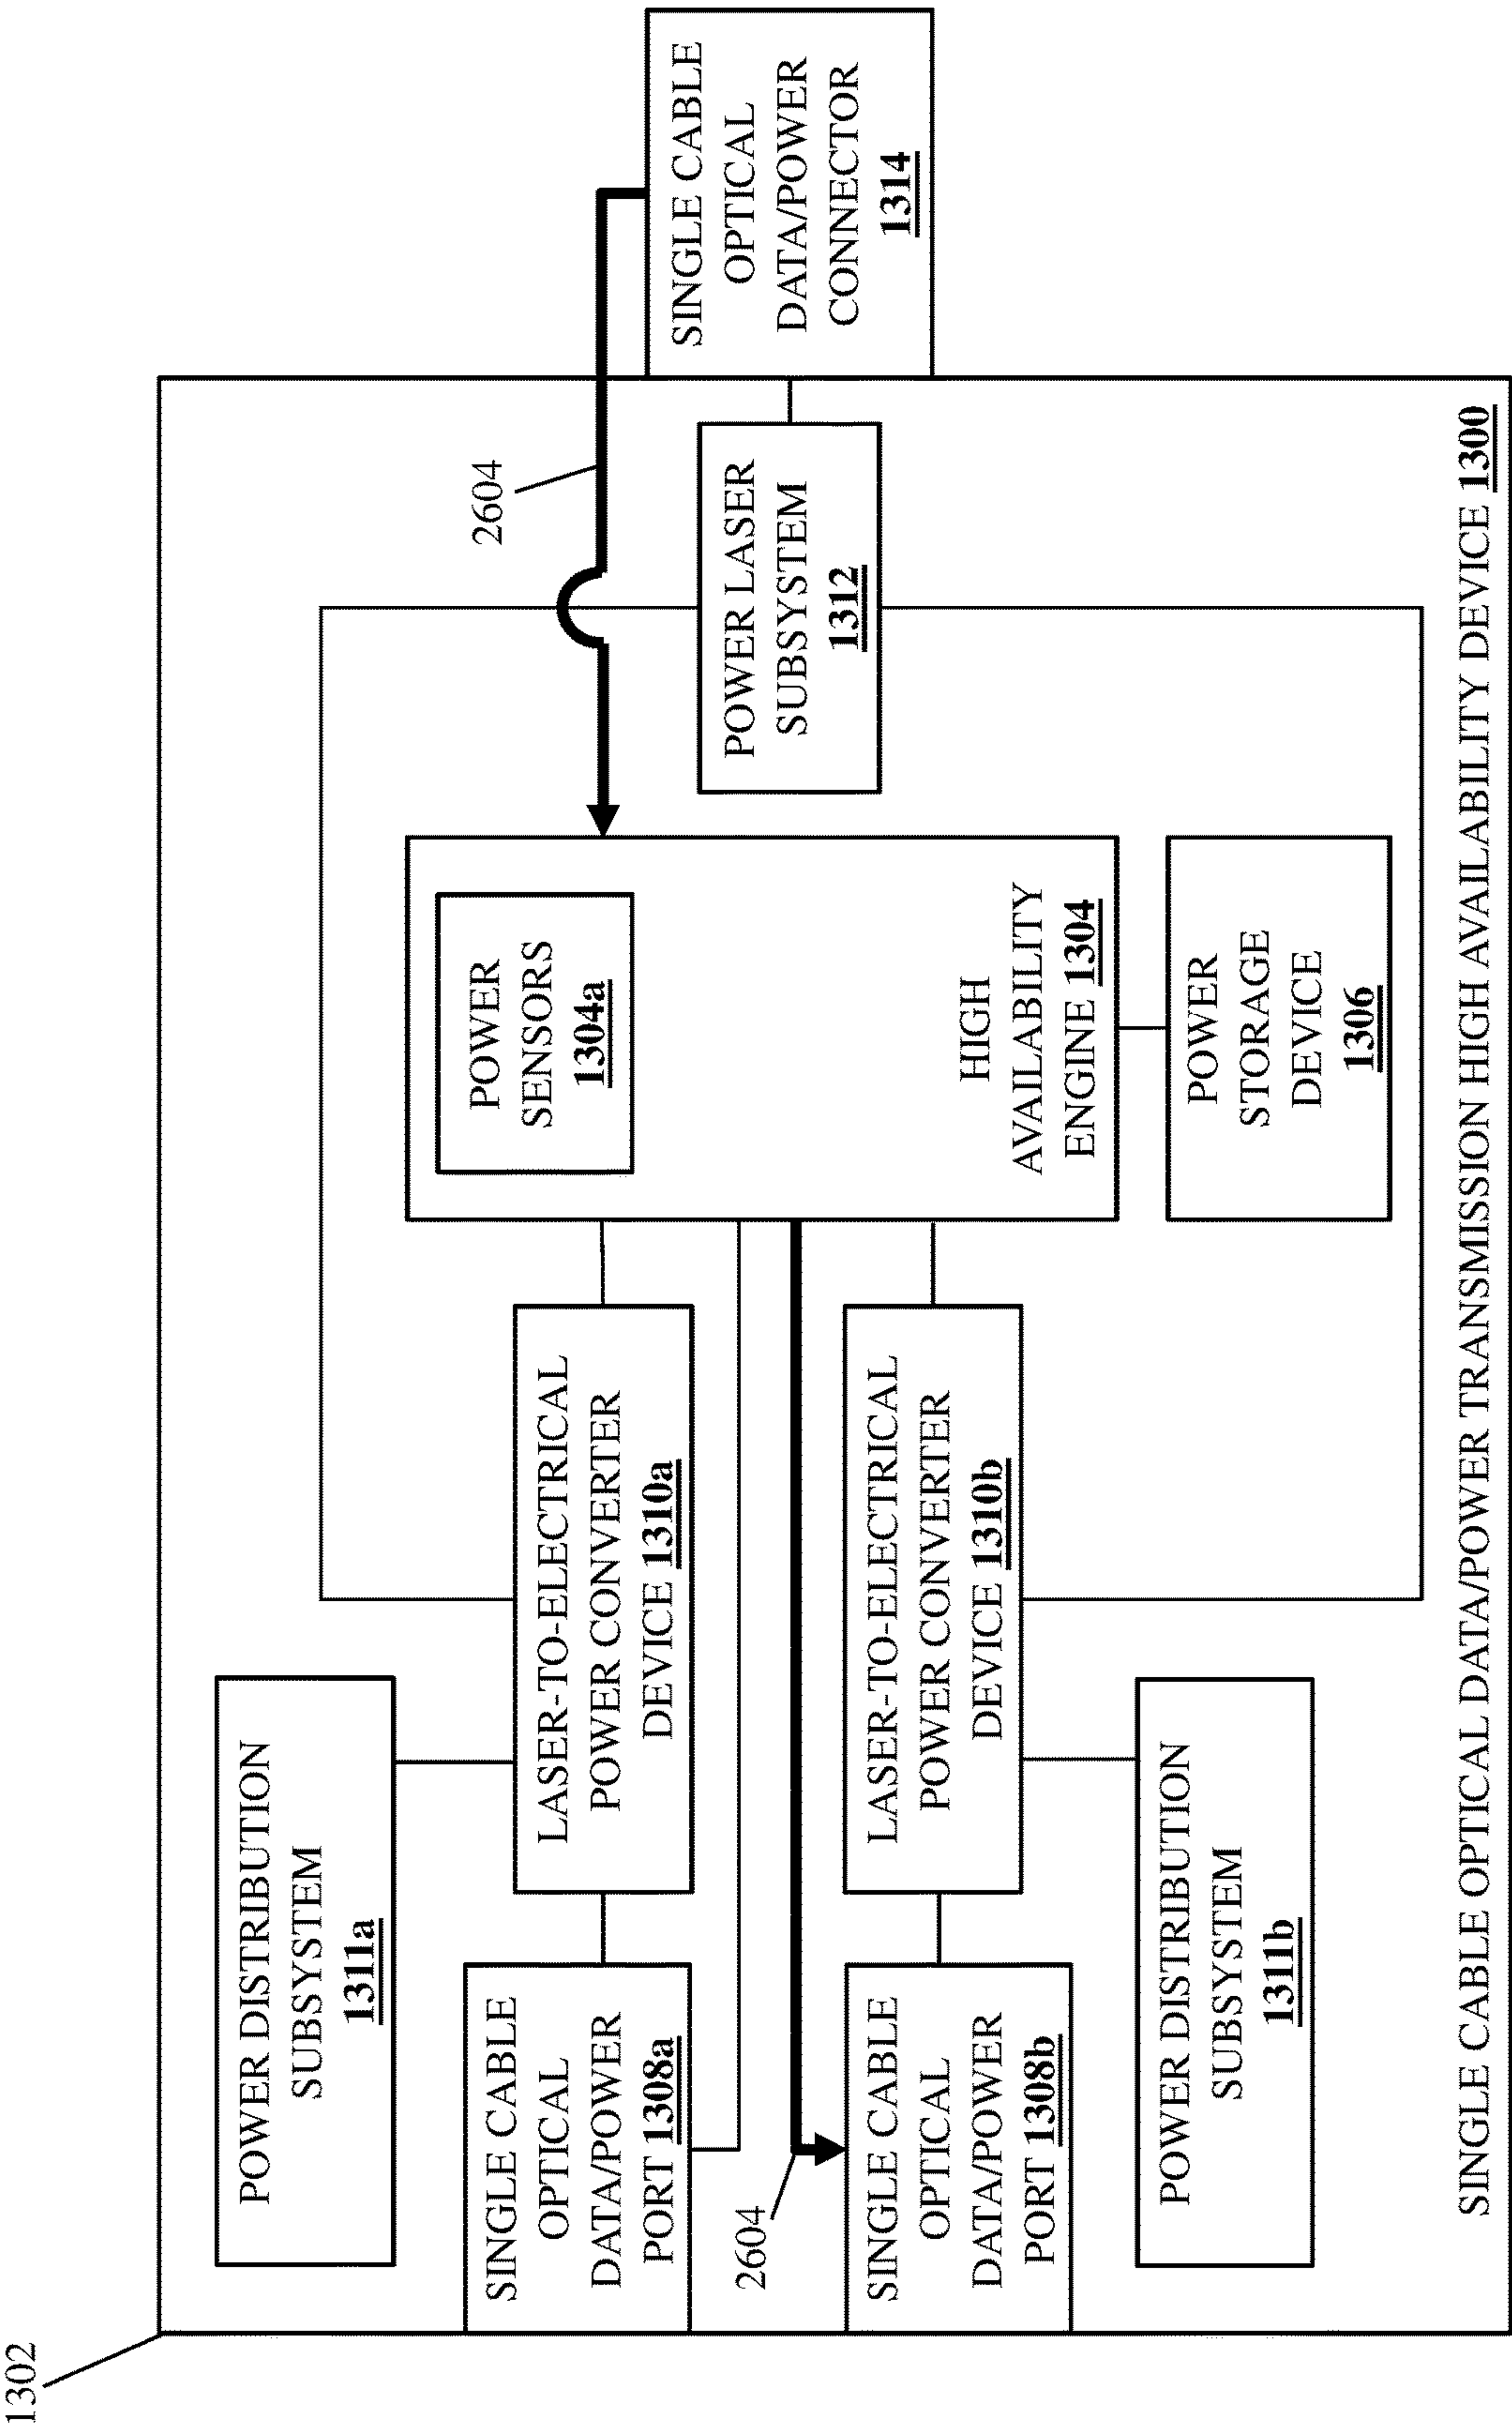 1302
POWER DISTRIBUTION
SUBSYSTEM
1311a
SINGLE CABLE
OPTICAL
DATA/POWER
PORT 1308a
LASER-TO-ELECTRICAL
POWER CONVERTER
DEVICE 1310a
POWER
SENSORS
1304a
HIGH
AVAILABILITY
ENGINE 1304
2604
POWER LASER
SUBSYSTEM
1312
SINGLE CABLE
OPTICAL
DATA/POWER
CONNECTOR
1314
2604
SINGLE CABLE
OPTICAL
DATA/POWER
PORT 1308b
LASER-TO-ELECTRICAL
POWER CONVERTER
DEVICE 1310b
POWER
STORAGE
DEVICE
1306
POWER DISTRIBUTION
SUBSYSTEM
1311b
SINGLE CABLE OPTICAL DATA/POWER TRANSMISSION HIGH AVAILABILITY DEVICE 1300